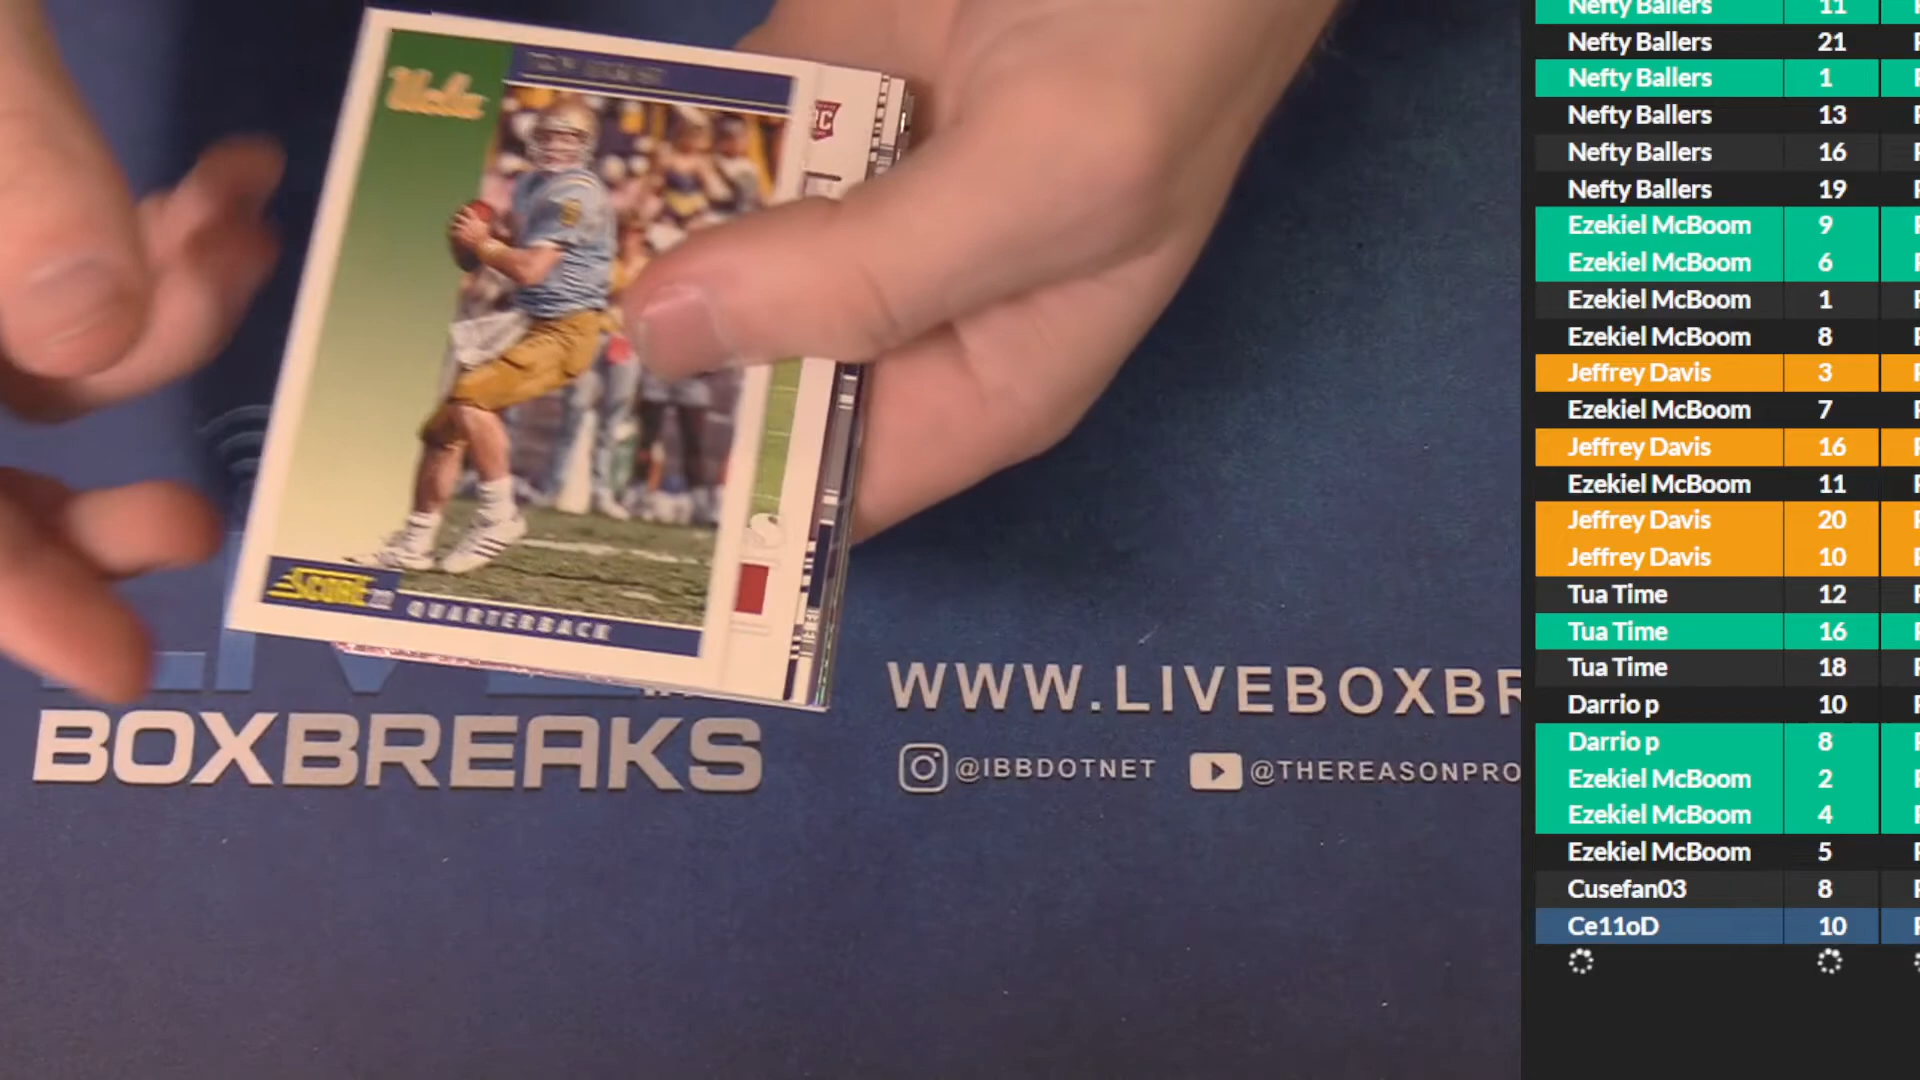 Ucla
RC
SCORE 22 QUARTERBACK
BOXBREAKS
WWW.LIVEBOXBR
@IBBDOTNET
@THEREASONPRO
Nefty Ballers 11
Nefty Ballers 21
Nefty Ballers 1
Nefty Ballers 13
Nefty Ballers 16
Nefty Ballers 19
Ezekiel McBoom 9
Ezekiel McBoom 6
Ezekiel McBoom 1
Ezekiel McBoom 8
Jeffrey Davis 3
Ezekiel McBoom 7
Jeffrey Davis 16
Ezekiel McBoom 11
Jeffrey Davis 20
Jeffrey Davis 10
Tua Time 12
Tua Time 16
Tua Time 18
Darrio p 10
Darrio p 8
Ezekiel McBoom 2
Ezekiel McBoom 4
Ezekiel McBoom 5
Cusefan03 8
Ce11oD 10